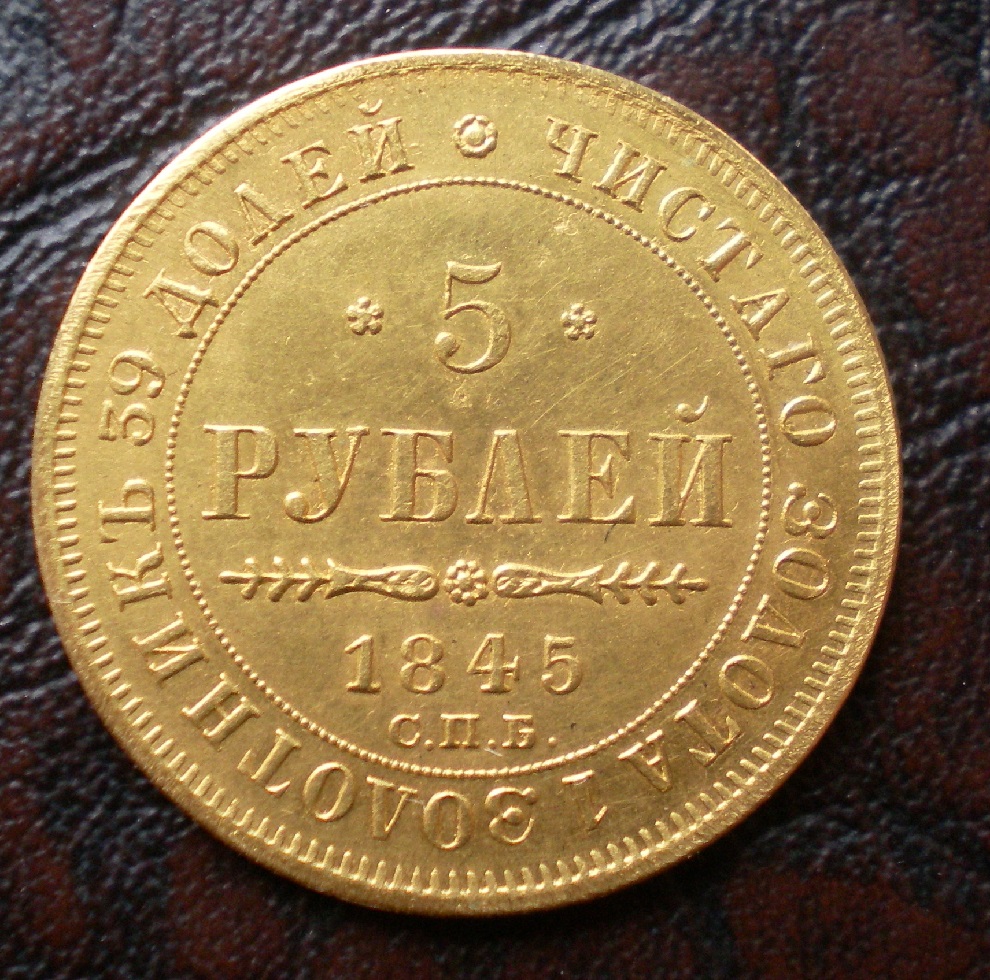 ЧИСТАГО ЗОЛОТА 1 ЗОЛОТНИКЪ 39 ДОЛЕЙ
5
РУБЛЕЙ
1845
С.П.Б.